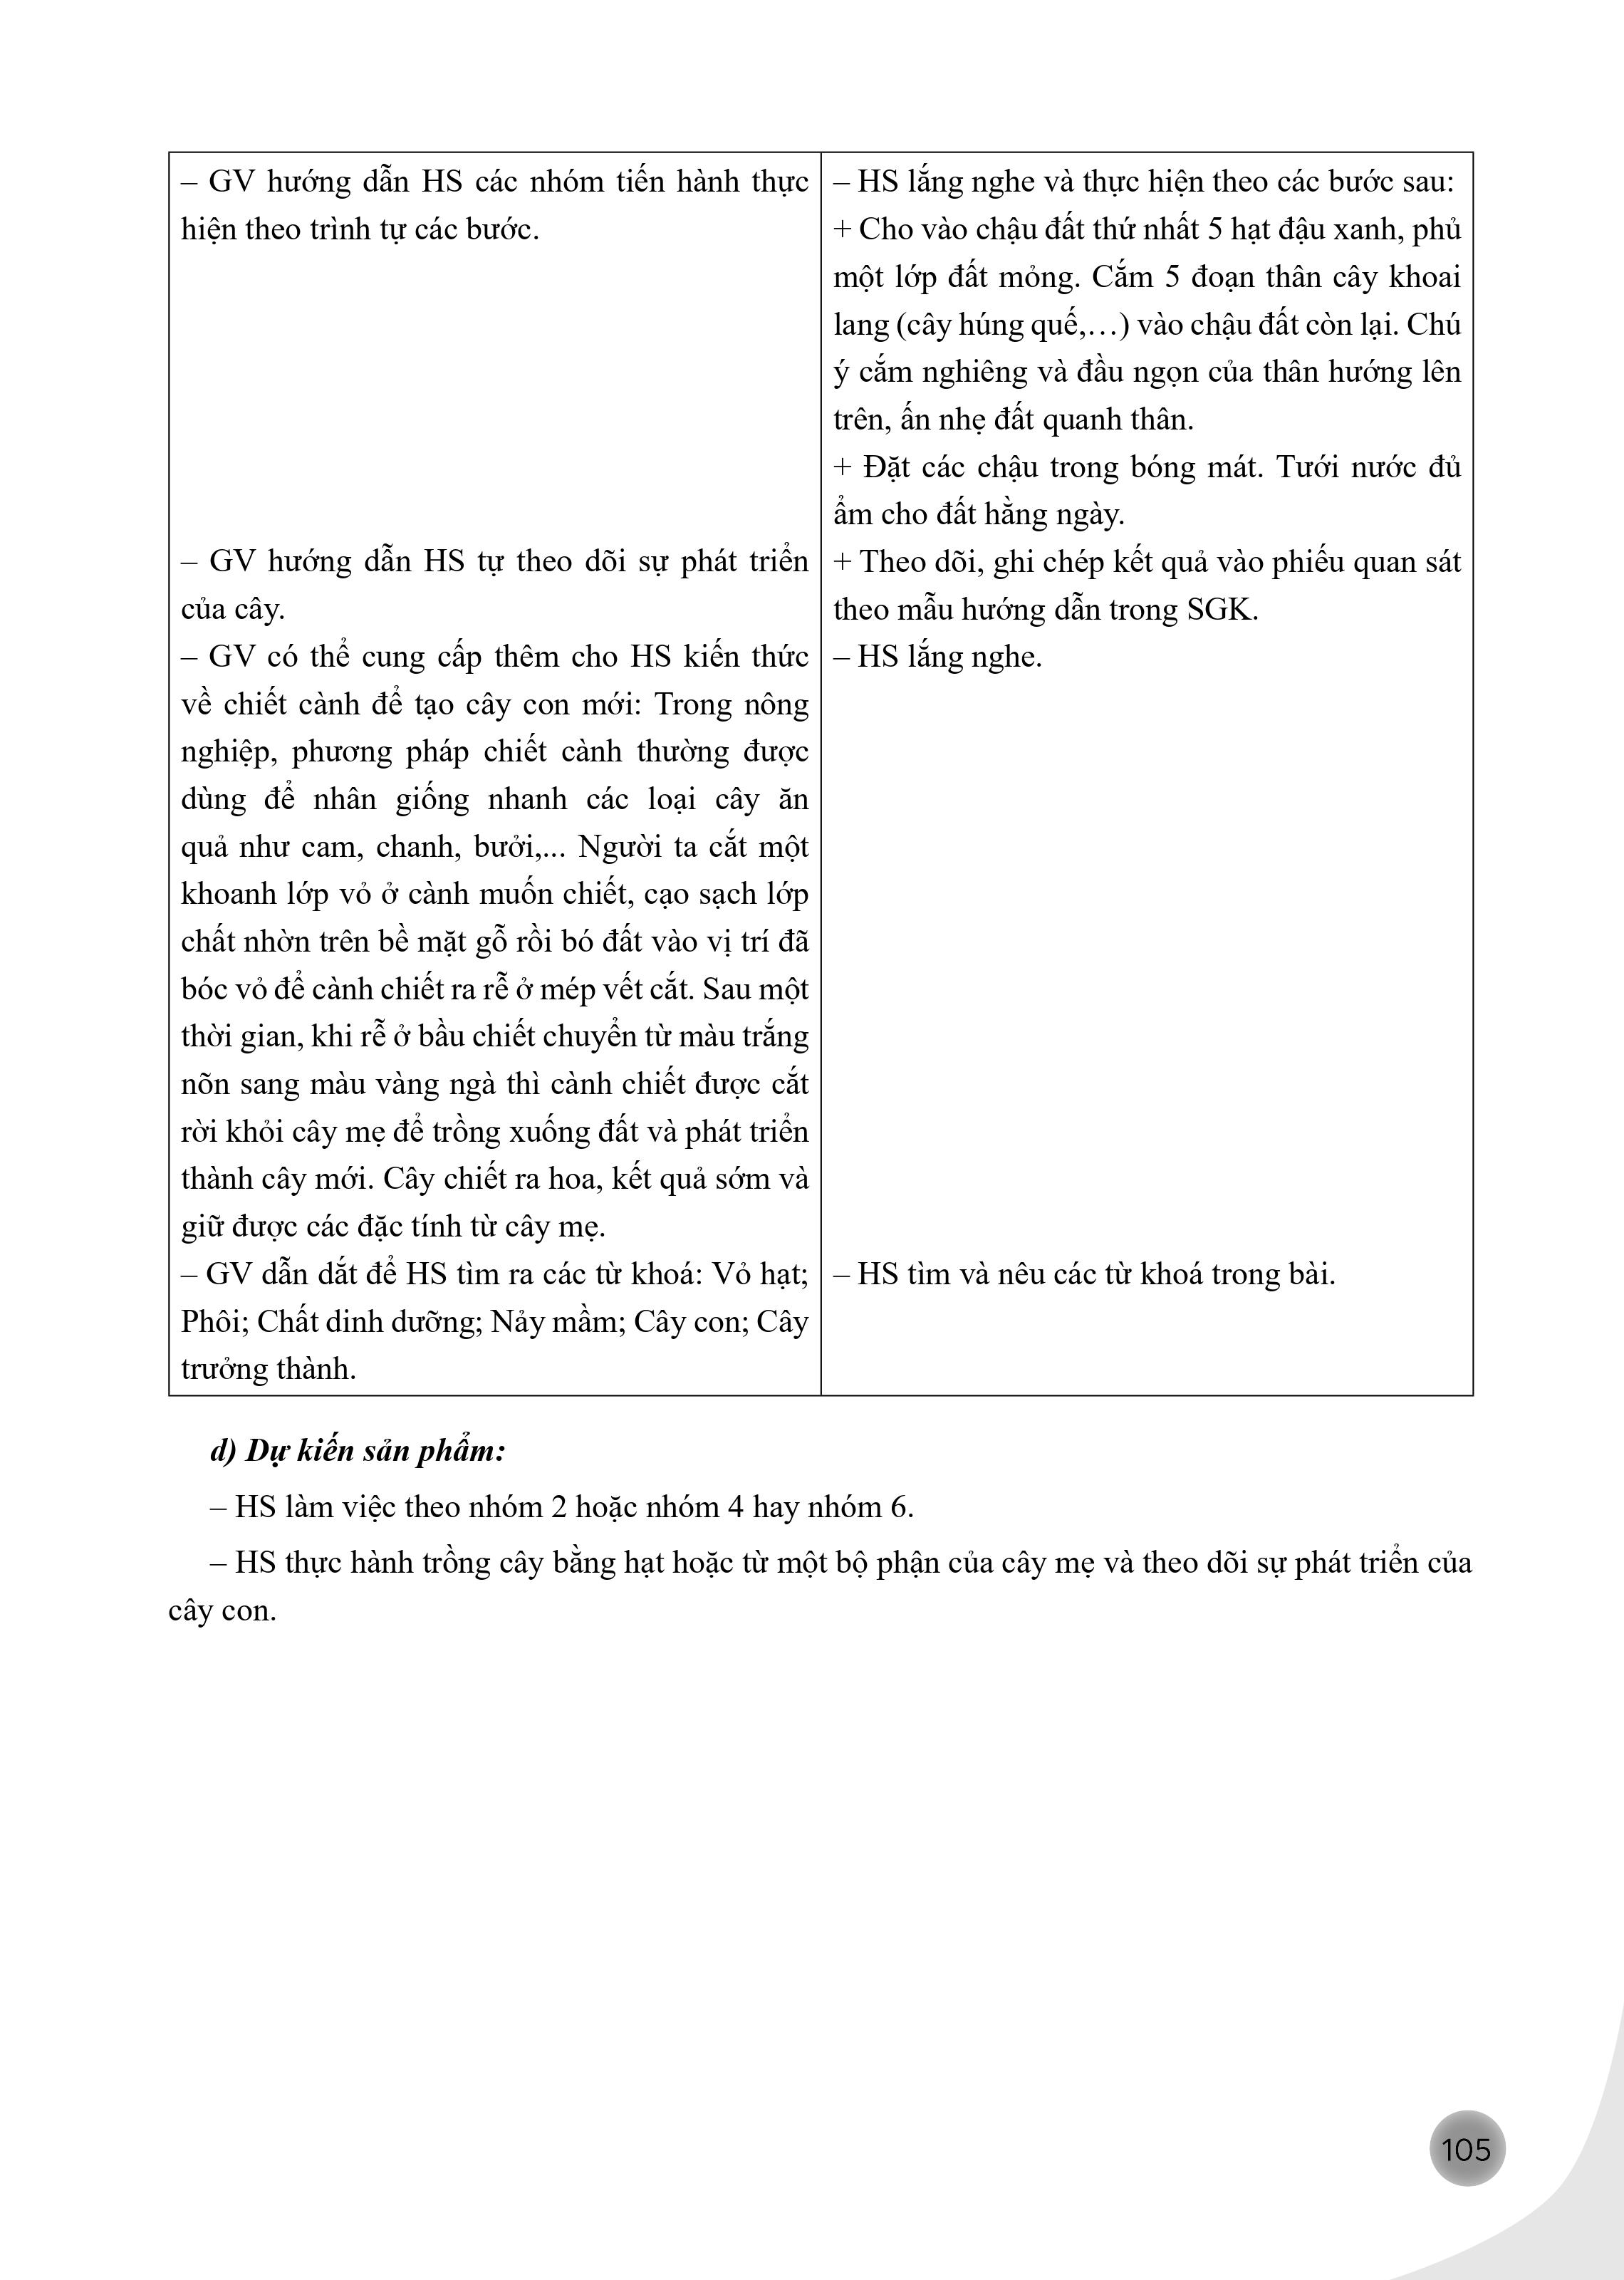 – GV hướng dẫn HS các nhóm tiến hành thực
hiện theo trình tự các bước.
– GV hướng dẫn HS tự theo dõi sự phát triển
của cây.
– GV có thể cung cấp thêm cho HS kiến thức
về chiết cành để tạo cây con mới: Trong nông
nghiệp, phương pháp chiết cành thường được
dùng để nhân giống nhanh các loại cây ăn
quả như cam, chanh, bưởi,... Người ta cắt một
khoanh lớp vỏ ở cành muốn chiết, cạo sạch lớp
chất nhờn trên bề mặt gỗ rồi bó đất vào vị trí đã
bóc vỏ để cành chiết ra rễ ở mép vết cắt. Sau một
thời gian, khi rễ ở bầu chiết chuyển từ màu trắng
nõn sang màu vàng ngà thì cành chiết được cắt
rời khỏi cây mẹ để trồng xuống đất và phát triển
thành cây mới. Cây chiết ra hoa, kết quả sớm và
giữ được các đặc tính từ cây mẹ.
– GV dẫn dắt để HS tìm ra các từ khoá: Vỏ hạt;
Phôi; Chất dinh dưỡng; Nảy mầm; Cây con; Cây
trưởng thành.
– HS lắng nghe và thực hiện theo các bước sau:
+ Cho vào chậu đất thứ nhất 5 hạt đậu xanh, phủ
một lớp đất mỏng. Cắm 5 đoạn thân cây khoai
lang (cây húng quế,…) vào chậu đất còn lại. Chú
ý cắm nghiêng và đầu ngọn của thân hướng lên
trên, ấn nhẹ đất quanh thân.
+ Đặt các chậu trong bóng mát. Tưới nước đủ
ẩm cho đất hằng ngày.
+ Theo dõi, ghi chép kết quả vào phiếu quan sát
theo mẫu hướng dẫn trong SGK.
– HS lắng nghe.
– HS tìm và nêu các từ khoá trong bài.
d) Dự kiến sản phẩm:
– HS làm việc theo nhóm 2 hoặc nhóm 4 hay nhóm 6.
– HS thực hành trồng cây bằng hạt hoặc từ một bộ phận của cây mẹ và theo dõi sự phát triển của
cây con.
105